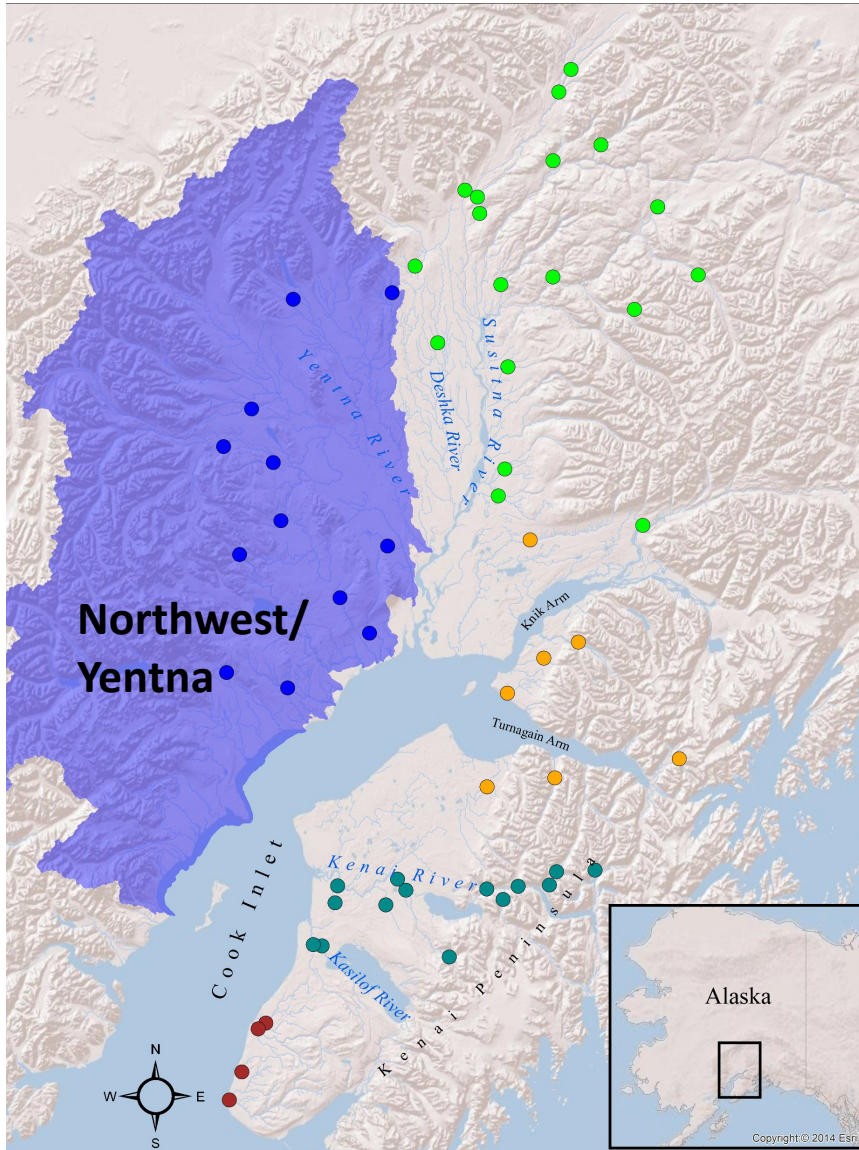 Yentna River
Susitna River
Deshka River
Northwest/
Yentna
Knik Arm
Turnagain Arm
Kenai River
Cook Inlet
Kenai Peninsula
Kasilof River
Alaska
N
W
E
S
Copyright:© 2014 Esri